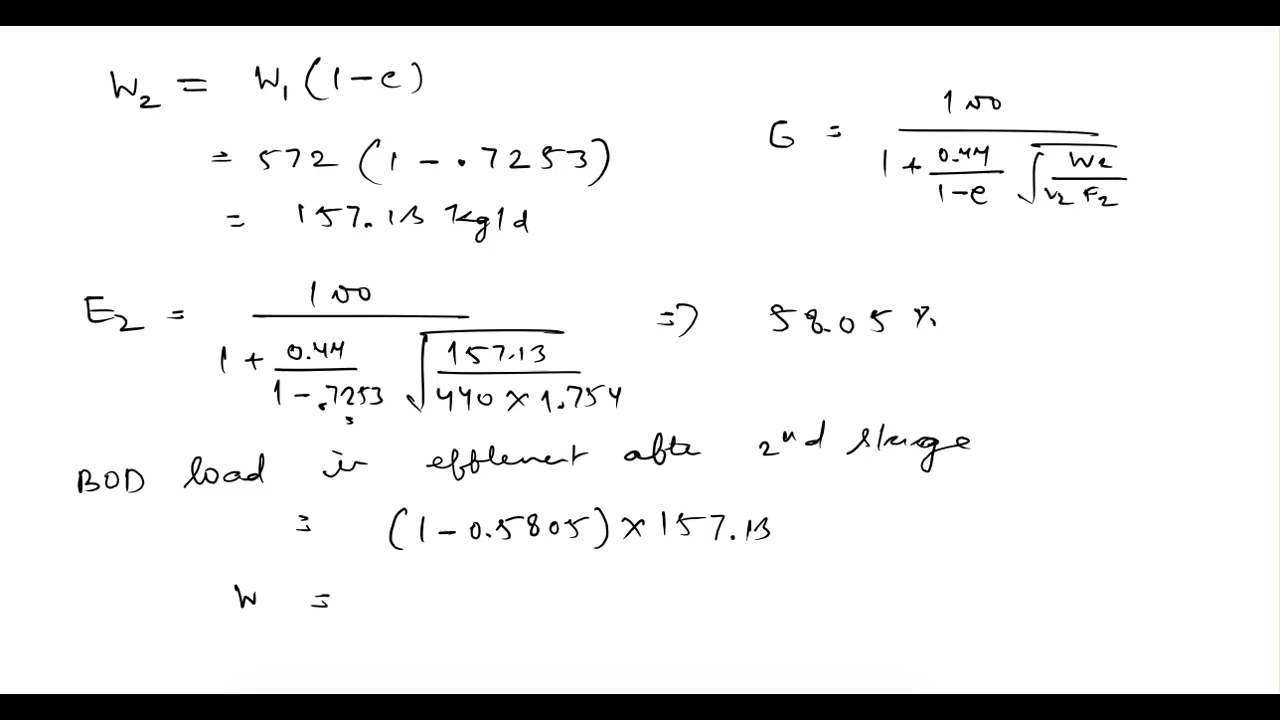 W₂ = W₁ (1-e)
= 572 (1 - .7253)
= 157.13 kg/d
E = 100 / (1 + 0.44/(1-e) √(W₂/(V₂ F₂)))
E₂ = 100 / (1 + 0.44/(1-.7253) √(157.13/(440 × 1.754))) => 58.05 %
BOD load in effluent after 2nd stage
= (1 - 0.5805) × 157.13
W =